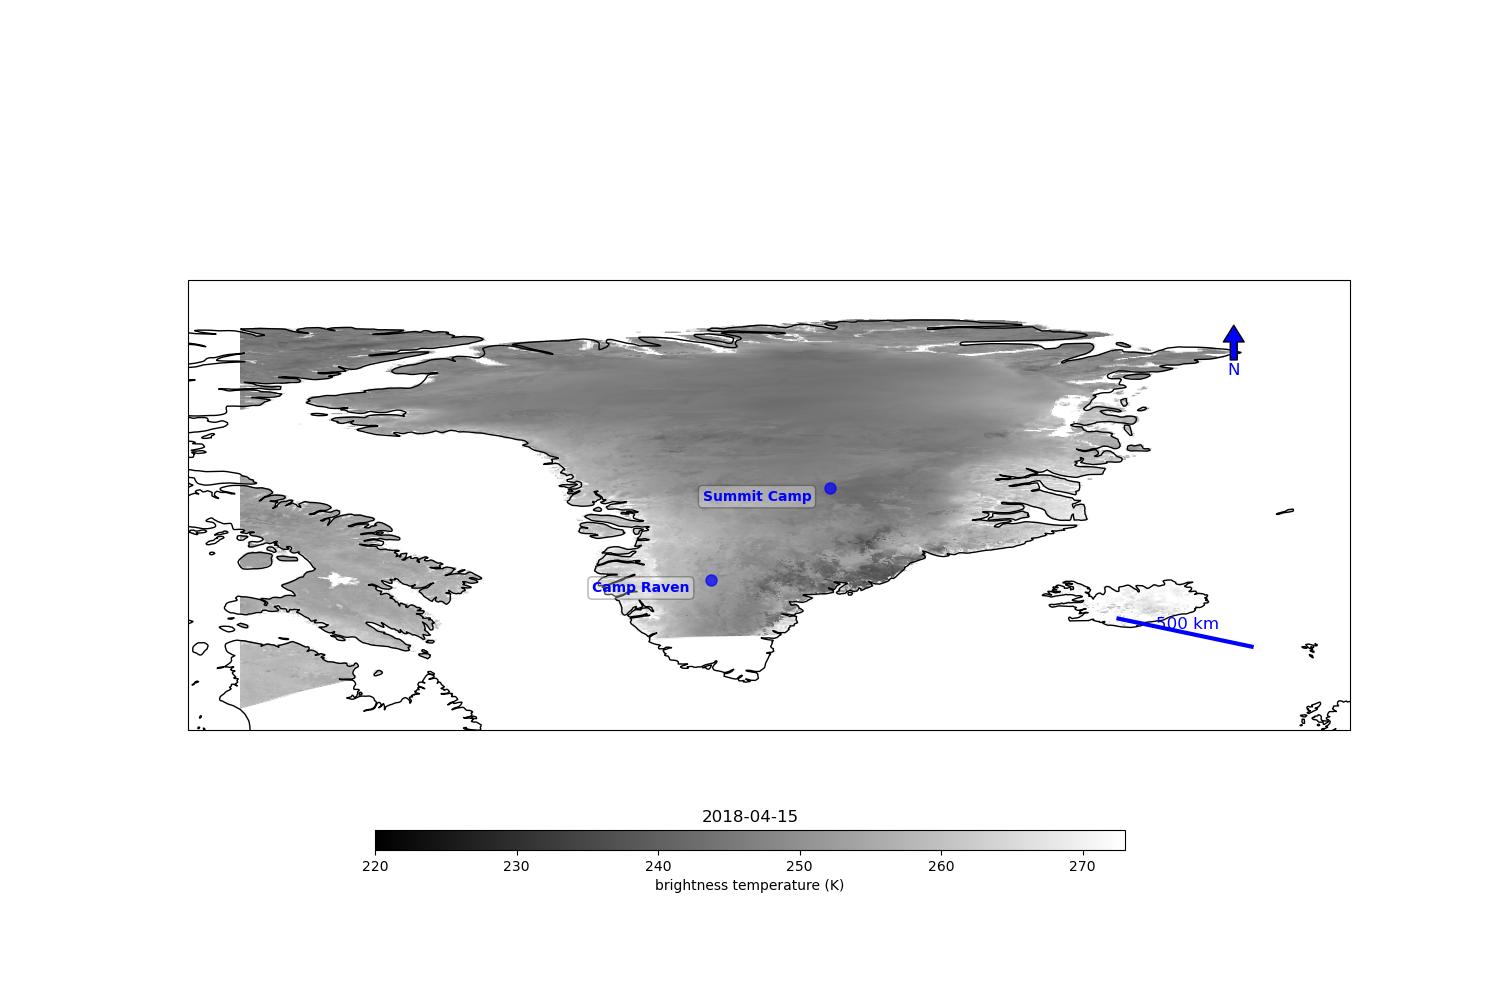 N
Summit Camp
Camp Raven
500 km
2018-04-15
220 230 240 250 260 270
brightness temperature (K)